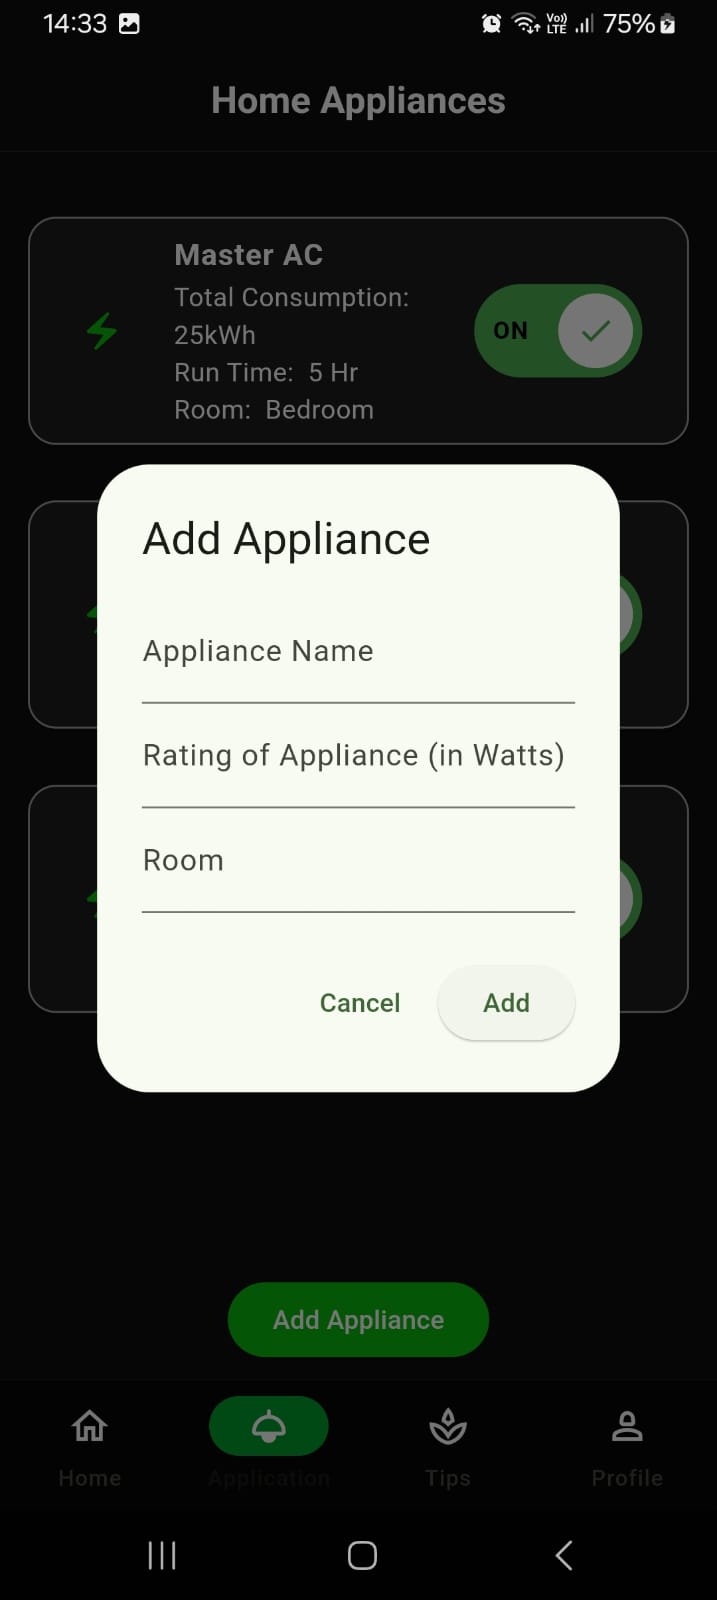 14:33
Vo))
LTE
75%
Home Appliances
Master AC
Total Consumption:
25kWh
Run Time:  5 Hr
Room:  Bedroom
ON
Add Appliance
Appliance Name
Rating of Appliance (in Watts)
Room
Cancel
Add
Add Appliance
Home
Application
Tips
Profile